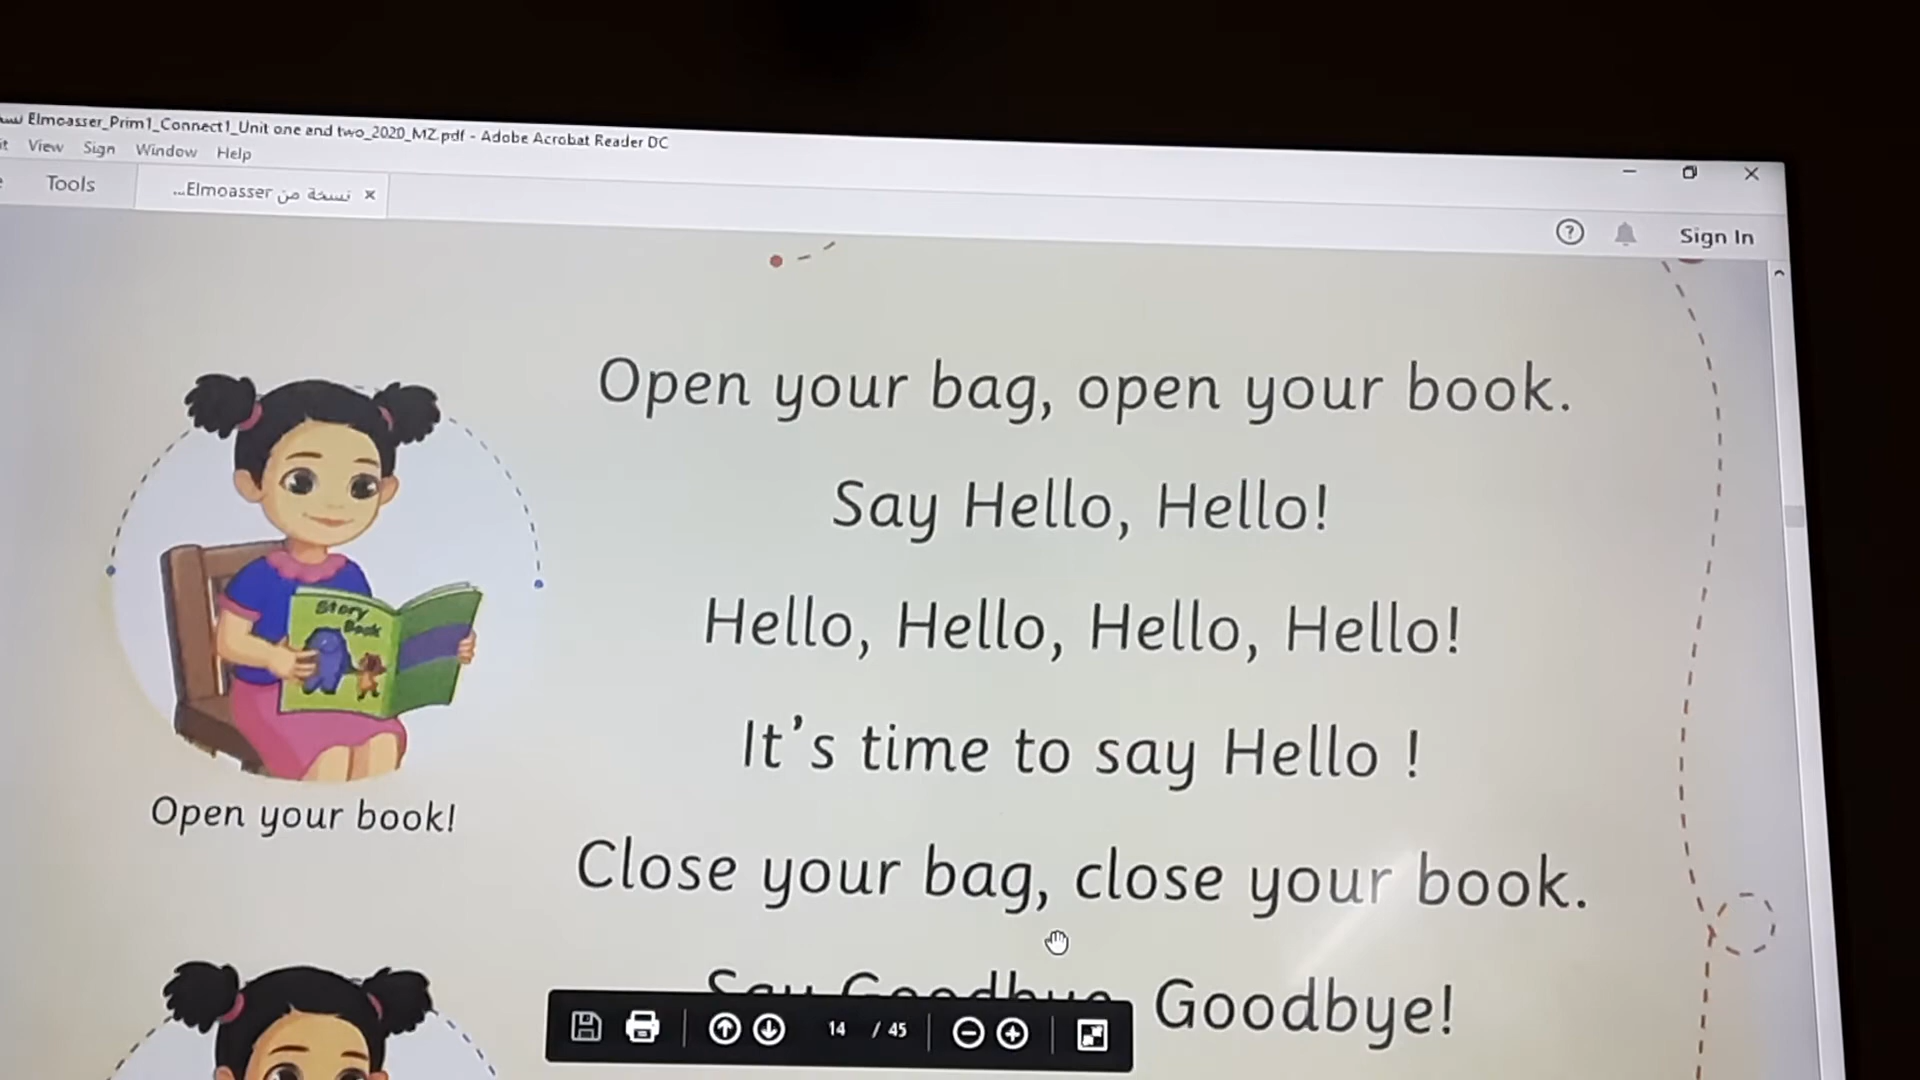 Elmoasser_Prim1_Connect1_Unit one and two_2020_MZ.pdf - Adobe Acrobat Reader DC
View Sign Window Help
Tools
...Elmoasser نسخة من
Sign In
Open your bag, open your book.
Say Hello, Hello!
Hello, Hello, Hello, Hello!
It's time to say Hello !
Story
Book
Open your book!
Close your bag, close your book.
Say Goodbye, Goodbye!
14 / 45